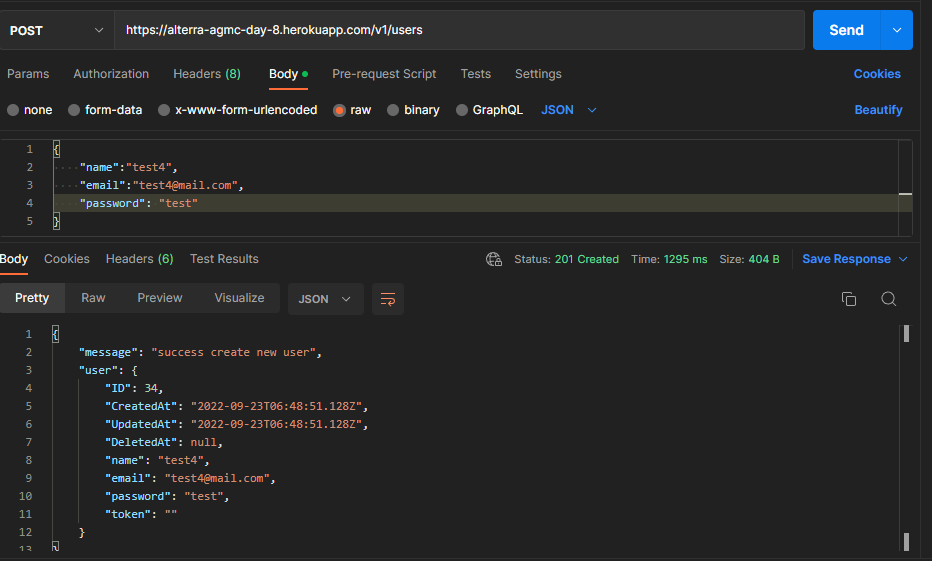 POST https://alterra-agmc-day-8.herokuapp.com/v1/users Send
Params Authorization Headers (8) Body Pre-request Script Tests Settings Cookies
none form-data x-www-form-urlencoded raw binary GraphQL JSON Beautify
1 {
2 "name":"test4",
3 "email":"test4@mail.com",
4 "password": "test"
5 }
Body Cookies Headers (6) Test Results Status: 201 Created Time: 1295 ms Size: 404 B Save Response
Pretty Raw Preview Visualize JSON
1 {
2 "message": "success create new user",
3 "user": {
4 "ID": 34,
5 "CreatedAt": "2022-09-23T06:48:51.128Z",
6 "UpdatedAt": "2022-09-23T06:48:51.128Z",
7 "DeletedAt": null,
8 "name": "test4",
9 "email": "test4@mail.com",
10 "password": "test",
11 "token": ""
12 }
13 }